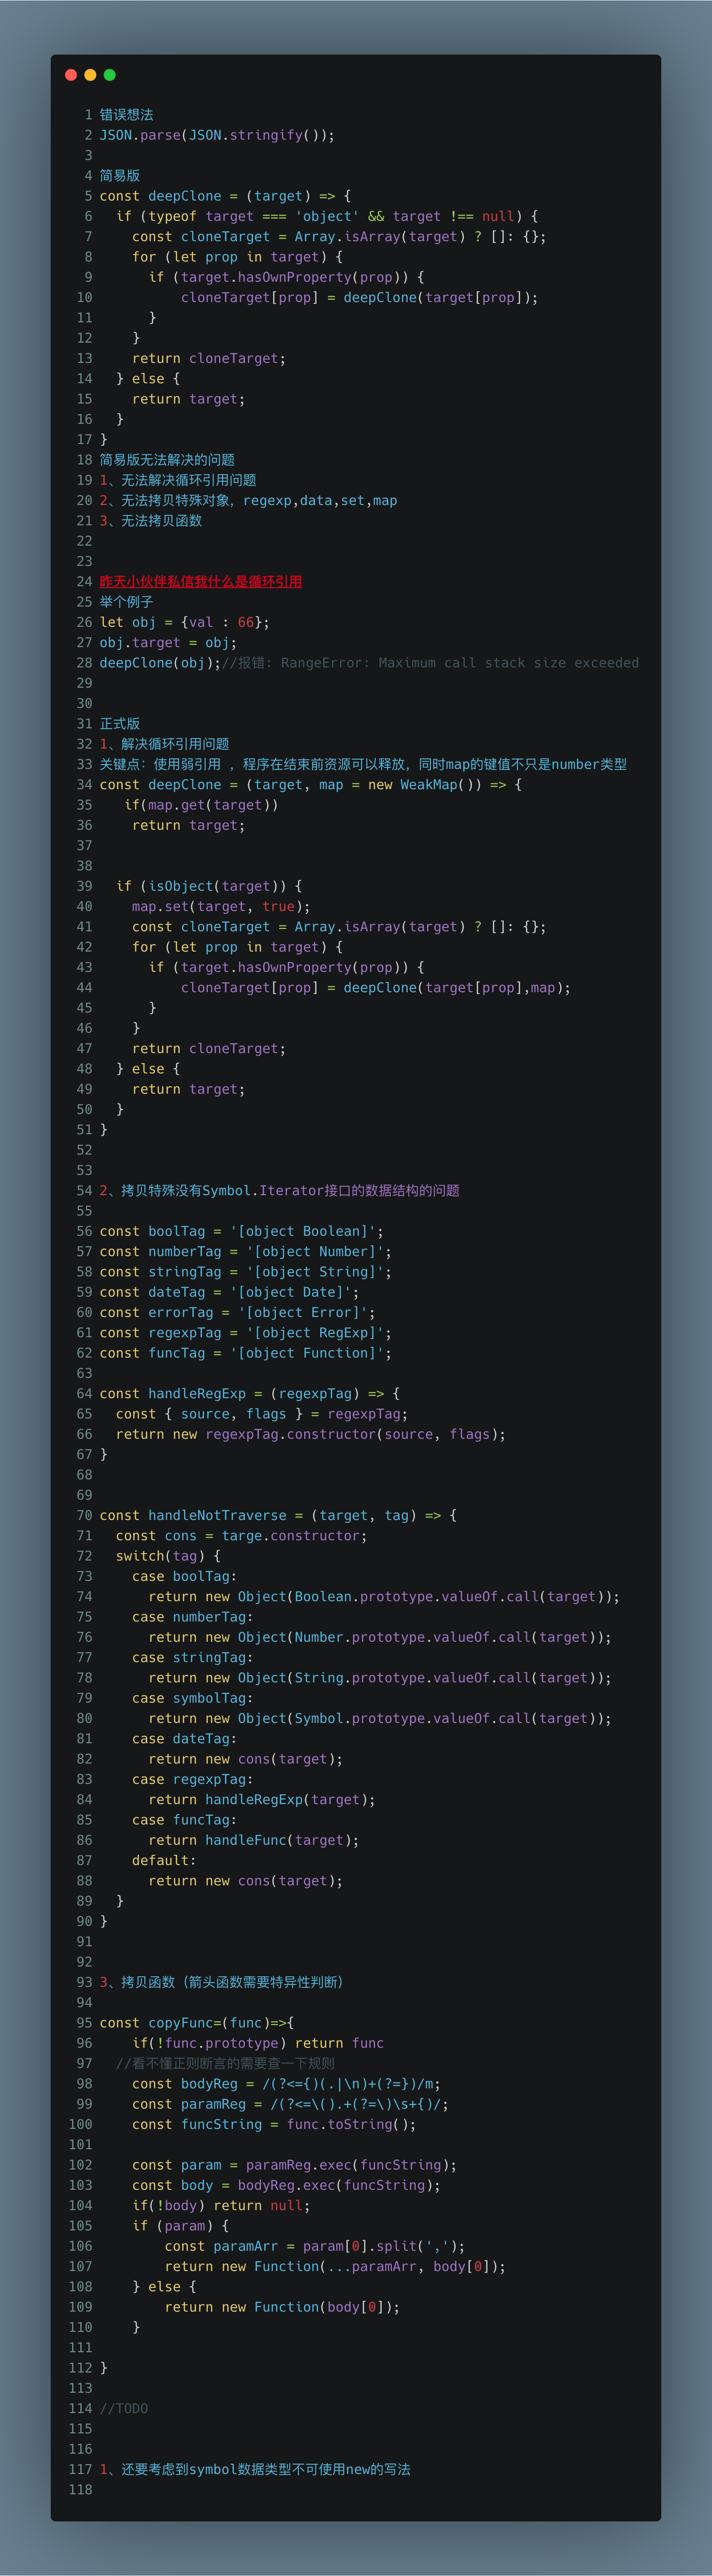 1 错误想法
2 JSON.parse(JSON.stringify());
3
4 简易版
5 const deepClone = (target) => {
6   if (typeof target === 'object' && target !== null) {
7     const cloneTarget = Array.isArray(target) ? []: {};
8     for (let prop in target) {
9       if (target.hasOwnProperty(prop)) {
10           cloneTarget[prop] = deepClone(target[prop]);
11       }
12     }
13     return cloneTarget;
14   } else {
15     return target;
16   }
17 }
18 简易版无法解决的问题
19 1、无法解决循环引用问题
20 2、无法拷贝特殊对象，regexp,data,set,map
21 3、无法拷贝函数
22
23
24 昨天小伙伴私信我什么是循环引用
25 举个例子
26 let obj = {val : 66};
27 obj.target = obj;
28 deepClone(obj);//报错: RangeError: Maximum call stack size exceeded
29
30
31 正式版
32 1、解决循环引用问题
33 关键点：使用弱引用 ，程序在结束前资源可以释放，同时map的键值不只是number类型
34 const deepClone = (target, map = new WeakMap()) => {
35    if(map.get(target))
36     return target;
37
38
39   if (isObject(target)) {
40     map.set(target, true);
41     const cloneTarget = Array.isArray(target) ? []: {};
42     for (let prop in target) {
43       if (target.hasOwnProperty(prop)) {
44           cloneTarget[prop] = deepClone(target[prop],map);
45       }
46     }
47     return cloneTarget;
48   } else {
49     return target;
50   }
51 }
52
53
54 2、拷贝特殊没有Symbol.Iterator接口的数据结构的问题
55
56 const boolTag = '[object Boolean]';
57 const numberTag = '[object Number]';
58 const stringTag = '[object String]';
59 const dateTag = '[object Date]';
60 const errorTag = '[object Error]';
61 const regexpTag = '[object RegExp]';
62 const funcTag = '[object Function]';
63
64 const handleRegExp = (regexpTag) => {
65   const { source, flags } = regexpTag;
66   return new regexpTag.constructor(source, flags);
67 }
68
69
70 const handleNotTraverse = (target, tag) => {
71   const cons = targe.constructor;
72   switch(tag) {
73     case boolTag:
74       return new Object(Boolean.prototype.valueOf.call(target));
75     case numberTag:
76       return new Object(Number.prototype.valueOf.call(target));
77     case stringTag:
78       return new Object(String.prototype.valueOf.call(target));
79     case symbolTag:
80       return new Object(Symbol.prototype.valueOf.call(target));
81     case dateTag:
82       return new cons(target);
83     case regexpTag:
84       return handleRegExp(target);
85     case funcTag:
86       return handleFunc(target);
87     default:
88       return new cons(target);
89   }
90 }
91
92
93 3、拷贝函数（箭头函数需要特异性判断）
94
95 const copyFunc=(func)=>{
96     if(!func.prototype) return func
97   //看不懂正则断言的需要查一下规则
98     const bodyReg = /(?<={)(.|\n)+(?=})/m;
99     const paramReg = /(?<=\().+(?=\)\s+{)/;
100     const funcString = func.toString();
101
102     const param = paramReg.exec(funcString);
103     const body = bodyReg.exec(funcString);
104     if(!body) return null;
105     if (param) {
106         const paramArr = param[0].split(',');
107         return new Function(...paramArr, body[0]);
108     } else {
109         return new Function(body[0]);
110     }
111
112 }
113
114 //TODO
115
116
117 1、还要考虑到symbol数据类型不可使用new的写法
118